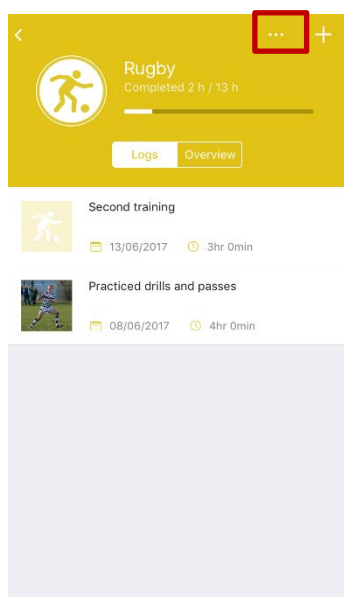 Rugby
Completed 2 h / 13 h
Logs Overview
Second training
13/06/2017 3hr 0min
Practiced drills and passes
08/06/2017 4hr 0min